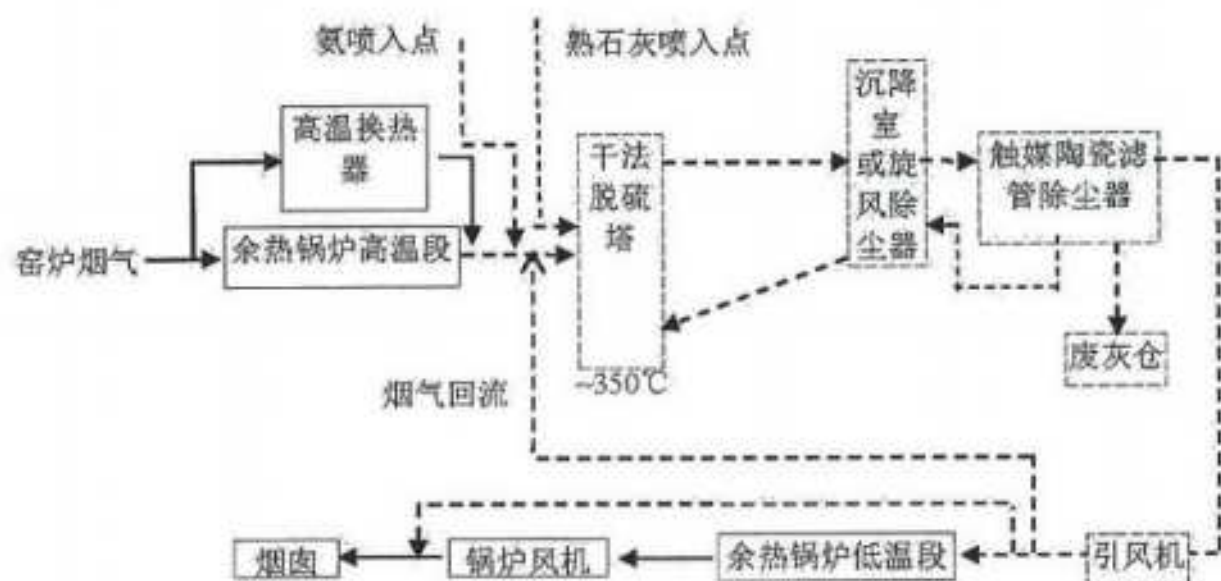 氨喷入点
熟石灰喷入点
高温换热
器
窑炉烟气
余热锅炉高温段
干法
脱硫
塔
~350℃
沉降
室
或旋
风除
尘器
触媒陶瓷滤
管除尘器
废灰仓
烟气回流
烟囱
锅炉风机
余热锅炉低温段
引风机